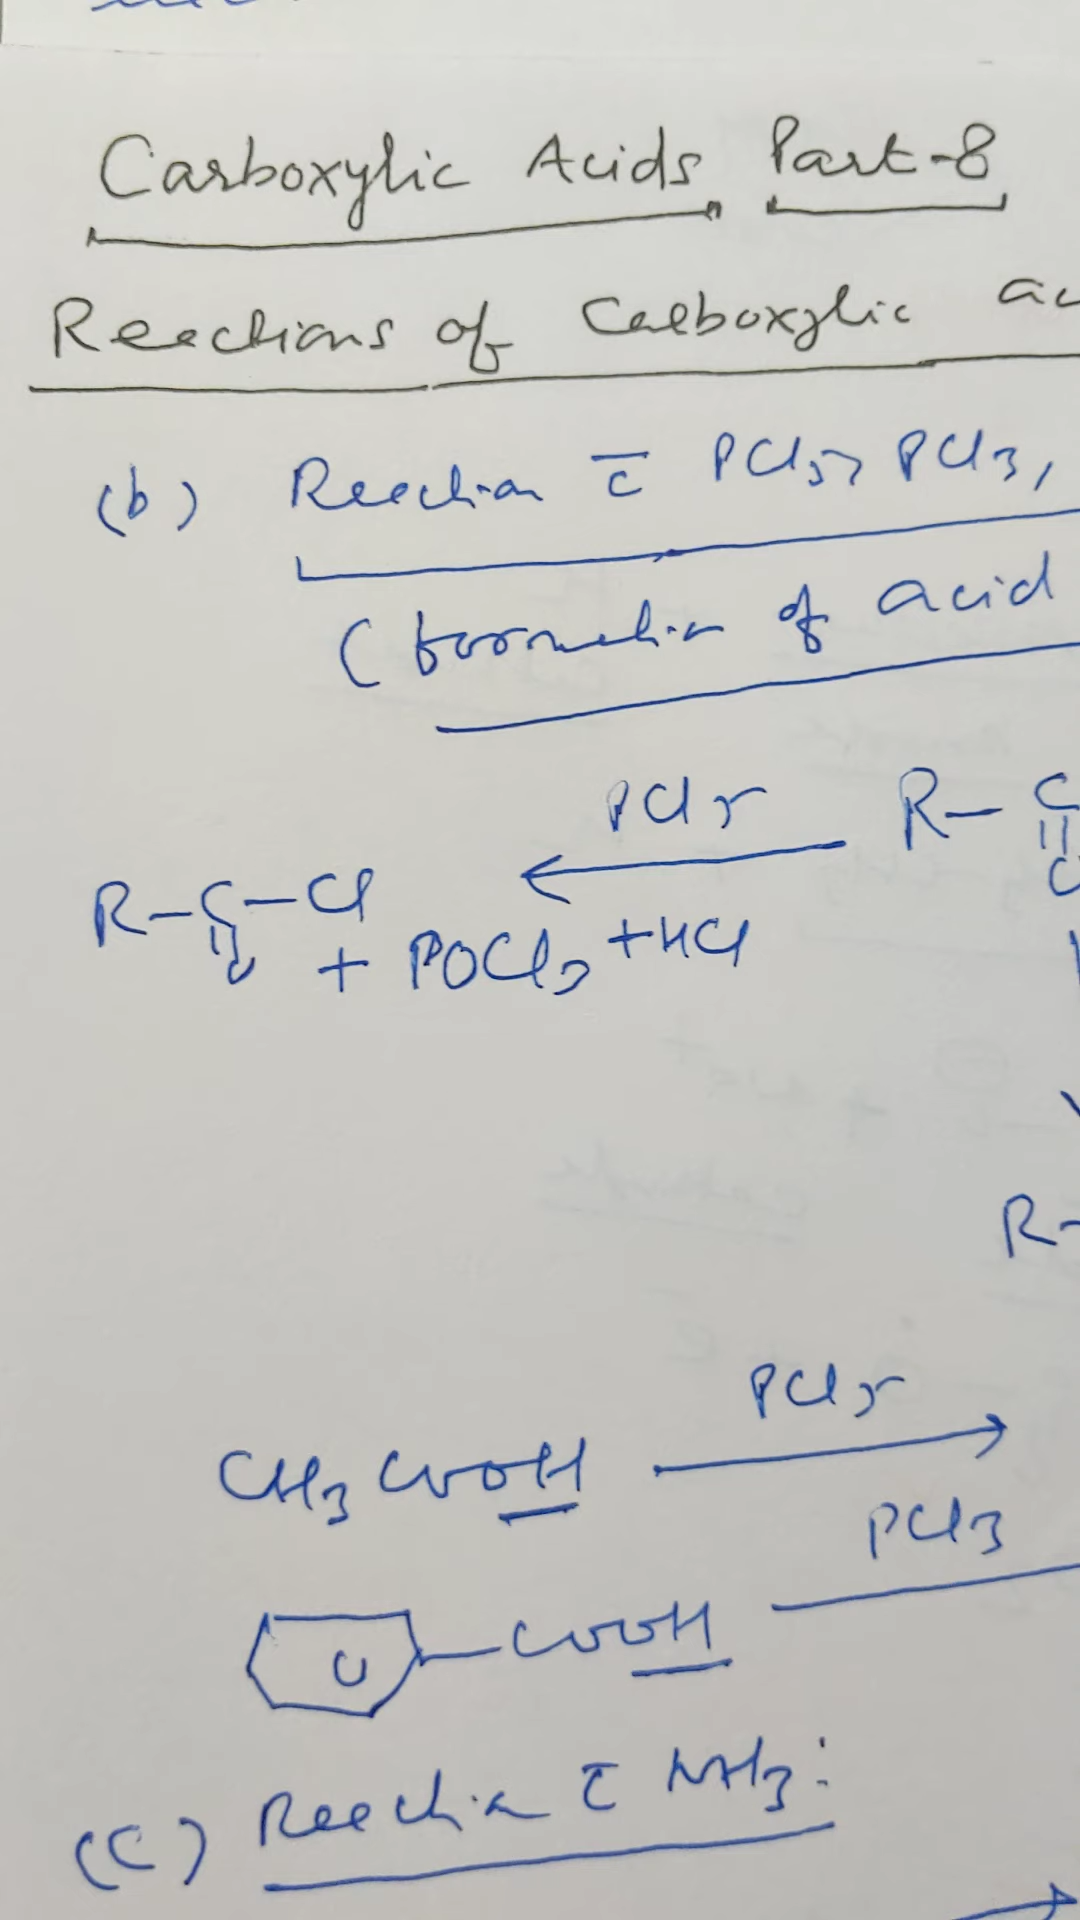 Carboxylic Acids Part-8
Reactions of Carboxylic ac
(b) Reaction c̄ PCl5, PCl3,
(formation of acid
PCl5
R- C
O
R-C-Cl
O
+ POCl3 +HCl
R-
PCl5
CH3COOH
PCl3
COOH
(C) Reaction c̄ NH3: